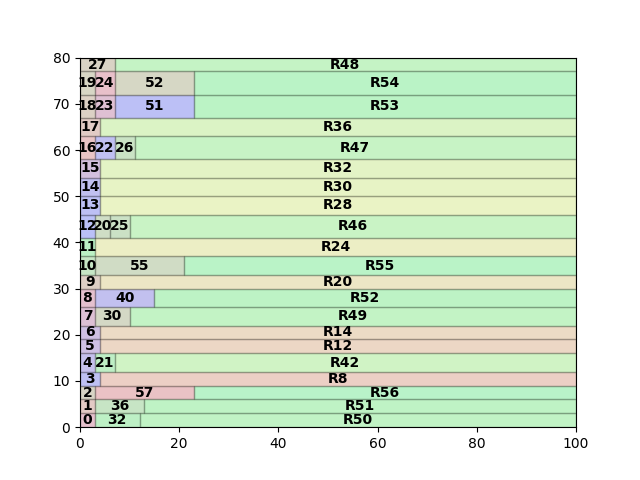 80
27 R48
19 24 52 R54
70
18 23 51 R53
17 R36
60
16 22 26 R47
15 R32
14 R30
50
13 R28
12 20 25 R46
40
11 R24
10 55 R55
9 R20
30
8 40 R52
7 30 R49
20
6 R14
5 R12
4 21 R42
10
3 R8
2 57 R56
1 36 R51
0 32 R50
0
0 20 40 60 80 100